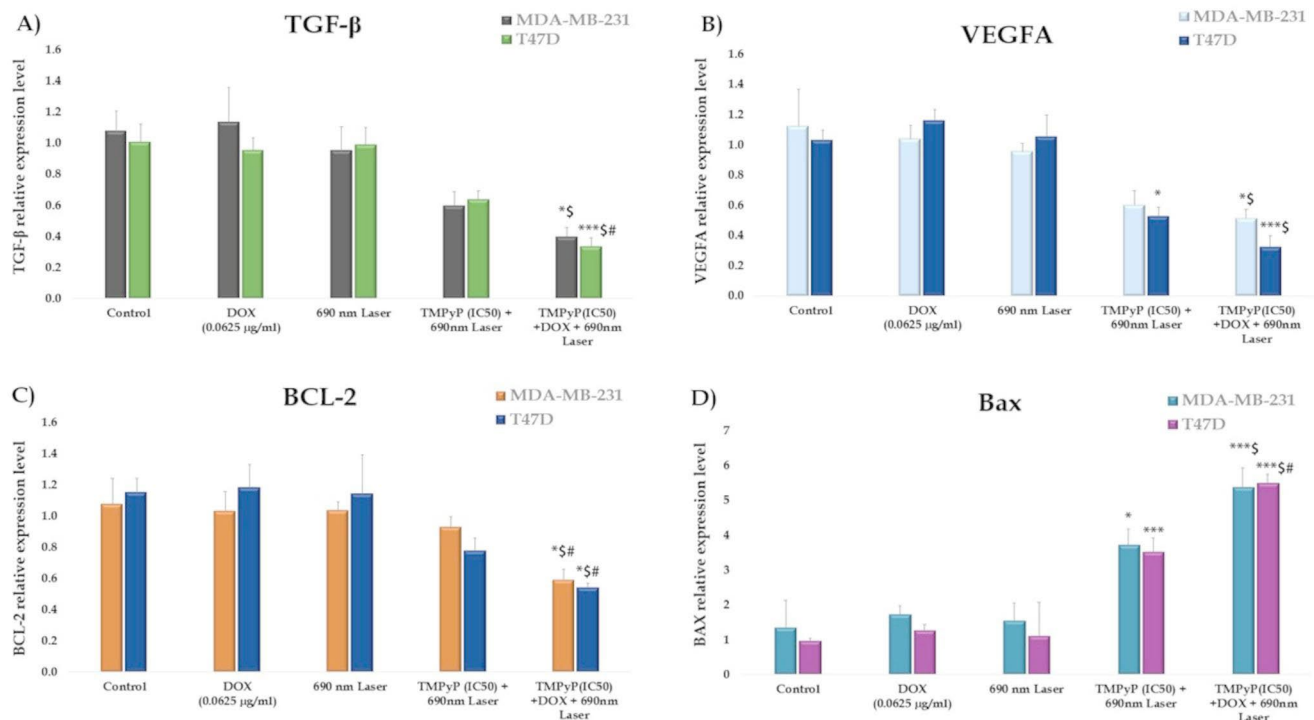 A)
TGF-β
MDA-MB-231
T47D
TGF-β relative expression level
1.6
1.4
1.2
1.0
0.8
0.6
0.4
0.2
0.0
*$
***$#
Control
DOX
(0.0625 µg/ml)
690 nm Laser
TMPyP (IC50) +
690nm Laser
TMPyP(IC50)
+DOX + 690nm
Laser
B)
VEGFA
MDA-MB-231
T47D
VEGFA relative expression level
1.6
1.4
1.2
1.0
0.8
0.6
0.4
0.2
0.0
*
*$
***$
Control
DOX
(0.0625 µg/ml)
690 nm Laser
TMPyP (IC50) +
690nm Laser
TMPyP(IC50)
+DOX + 690nm
Laser
C)
BCL-2
MDA-MB-231
T47D
BCL-2 relative expression level
1.6
1.4
1.2
1.0
0.8
0.6
0.4
0.2
0.0
*$#
*$#
Control
DOX
(0.0625 µg/ml)
690 nm Laser
TMPyP (IC50) +
690nm Laser
TMPyP(IC50)
+DOX + 690nm
Laser
D)
Bax
MDA-MB-231
T47D
BAX relative expression level
7
6
5
4
3
2
1
0
*
***
***$
***$#
Control
DOX
(0.0625 µg/ml)
690 nm Laser
TMPyP (IC50) +
690nm Laser
TMPyP(IC50)
+DOX + 690nm
Laser